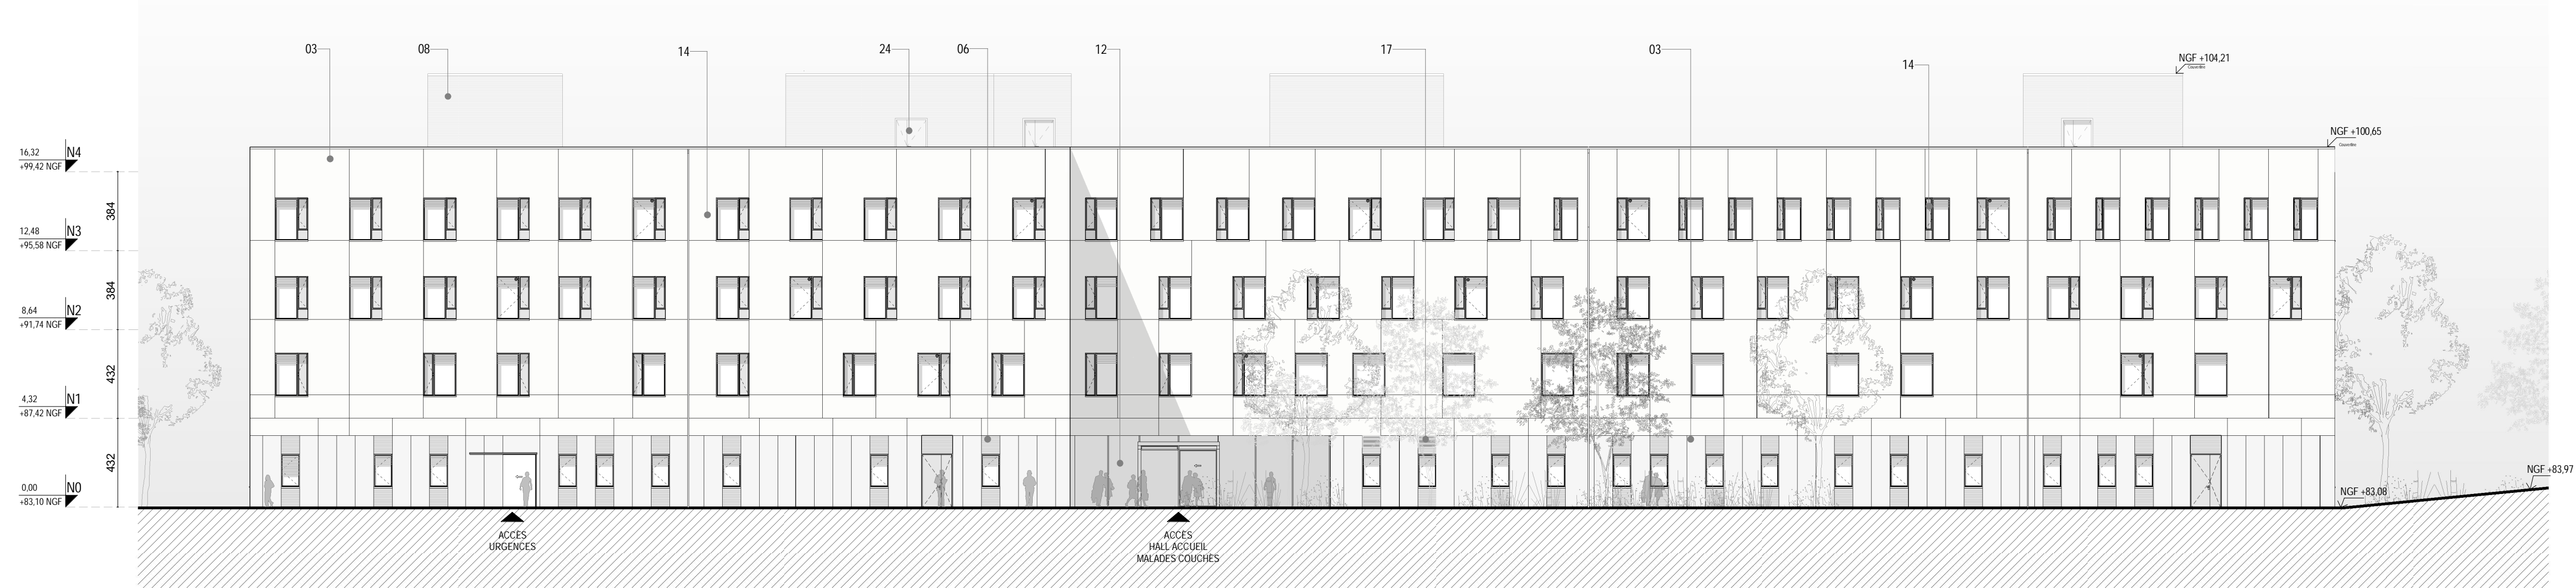 03
08
14
24
06
12
17
03
14
NGF +104,21
Couvertine
NGF +100,65
Couvertine
16,32
N4
+99,42 NGF
384
12,48
N3
+95,58 NGF
384
8,64
N2
+91,74 NGF
432
4,32
N1
+87,42 NGF
432
0,00
N0
+83,10 NGF
NGF +83,97
NGF +83,08
ACCÈS
URGENCES
ACCÈS
HALL ACCUEIL
MALADES COUCHÉS